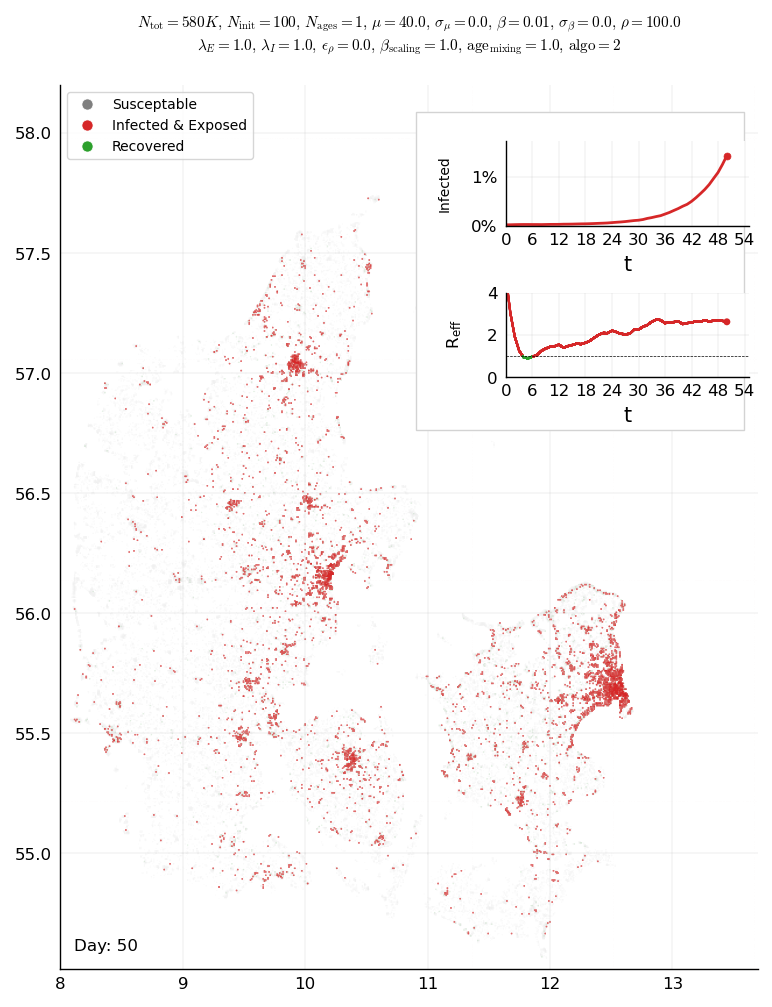 N_tot = 580K, N_init = 100, N_ages = 1, μ = 40.0, σ_μ = 0.0, β = 0.01, σ_β = 0.0, ρ = 100.0
λ_E = 1.0, λ_I = 1.0, ϵ_ρ = 0.0, β_scaling = 1.0, age_mixing = 1.0, algo = 2
Susceptable
Infected & Exposed
Recovered
Infected
1%
0%
0 6 12 18 24 30 36 42 48 54
t
R_eff
4
2
0
0 6 12 18 24 30 36 42 48 54
t
58.0
57.5
57.0
56.5
56.0
55.5
55.0
Day: 50
8 9 10 11 12 13